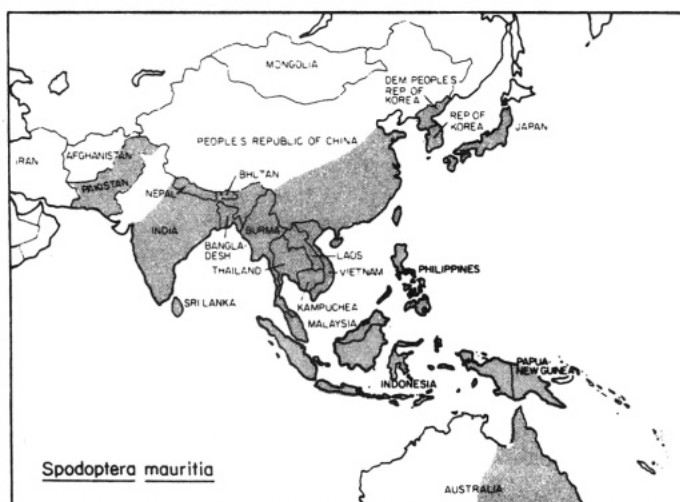 MONGOLIA
DEM PEOPLES
REP OF
KOREA
REP OF
KOREA
JAPAN
PEOPLES REPUBLIC OF CHINA
IRAN
AFGHANISTAN
PAKISTAN
NEPAL
BHUTAN
INDIA
BANGLA-
DESH
BURMA
LAOS
THAILAND
VIETNAM
PHILIPPINES
SRI LANKA
KAMPUCHEA
MALAYSIA
INDONESIA
PAPUA
NEW GUINEA
Spodoptera mauritia
AUSTRALIA